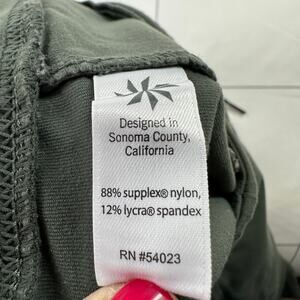 Designed in
Sonoma County,
California
88% supplex® nylon,
12% lycra® spandex
RN #54023